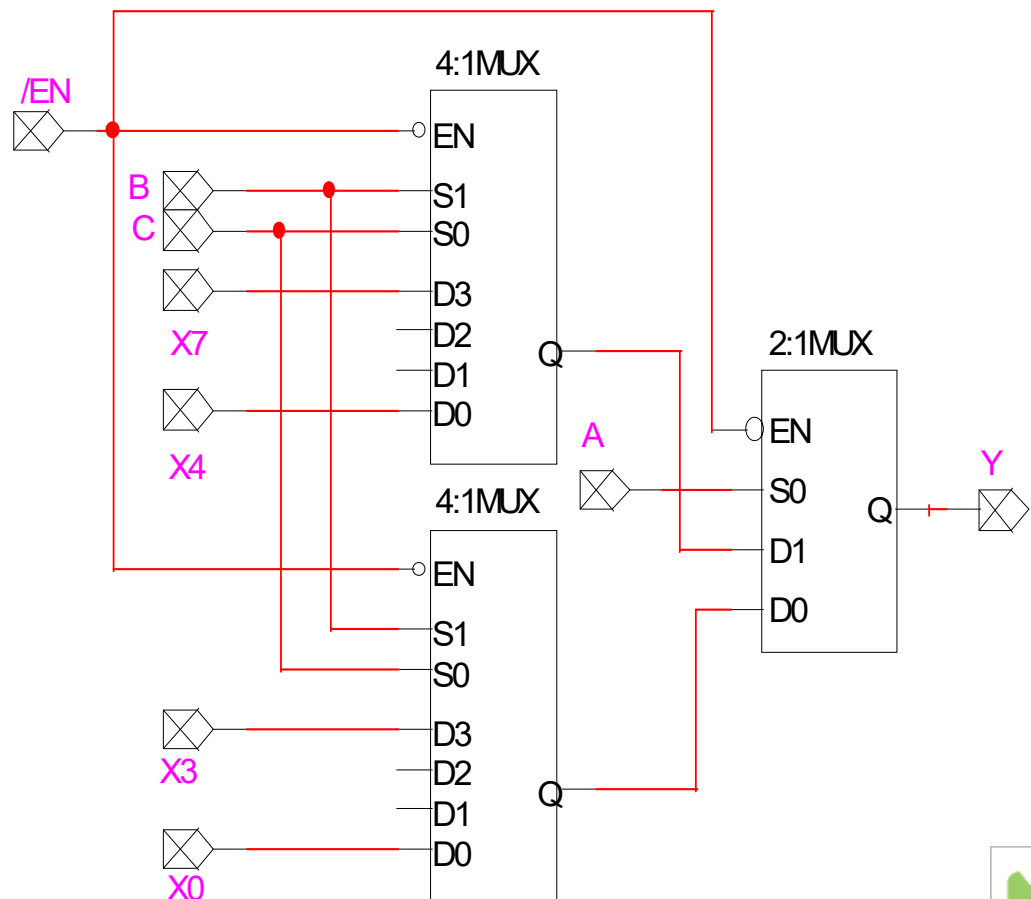 4:1MUX
/EN
EN
B
S1
C
S0
D3
X7
D2
Q
2:1MUX
D1
D0
X4
A
EN
S0
Y
Q
D1
D0
4:1MUX
EN
S1
S0
D3
X3
D2
Q
D1
D0
X0